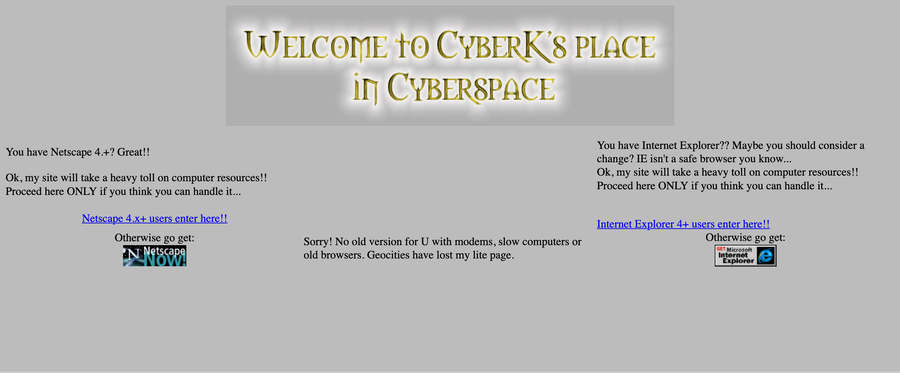 Welcome to CyberK's place
in Cyberspace
You have Netscape 4.+? Great!!
Ok, my site will take a heavy toll on computer resources!!
Proceed here ONLY if you think you can handle it...
Netscape 4.x+ users enter here!!
Otherwise go get:
N Netscape
Now!
Sorry! No old version for U with modems, slow computers or
old browsers. Geocities have lost my lite page.
You have Internet Explorer?? Maybe you should consider a
change? IE isn't a safe browser you know...
Ok, my site will take a heavy toll on computer resources!!
Proceed here ONLY if you think you can handle it...
Internet Explorer 4+ users enter here!!
Otherwise go get:
GET Microsoft
Internet
Explorer